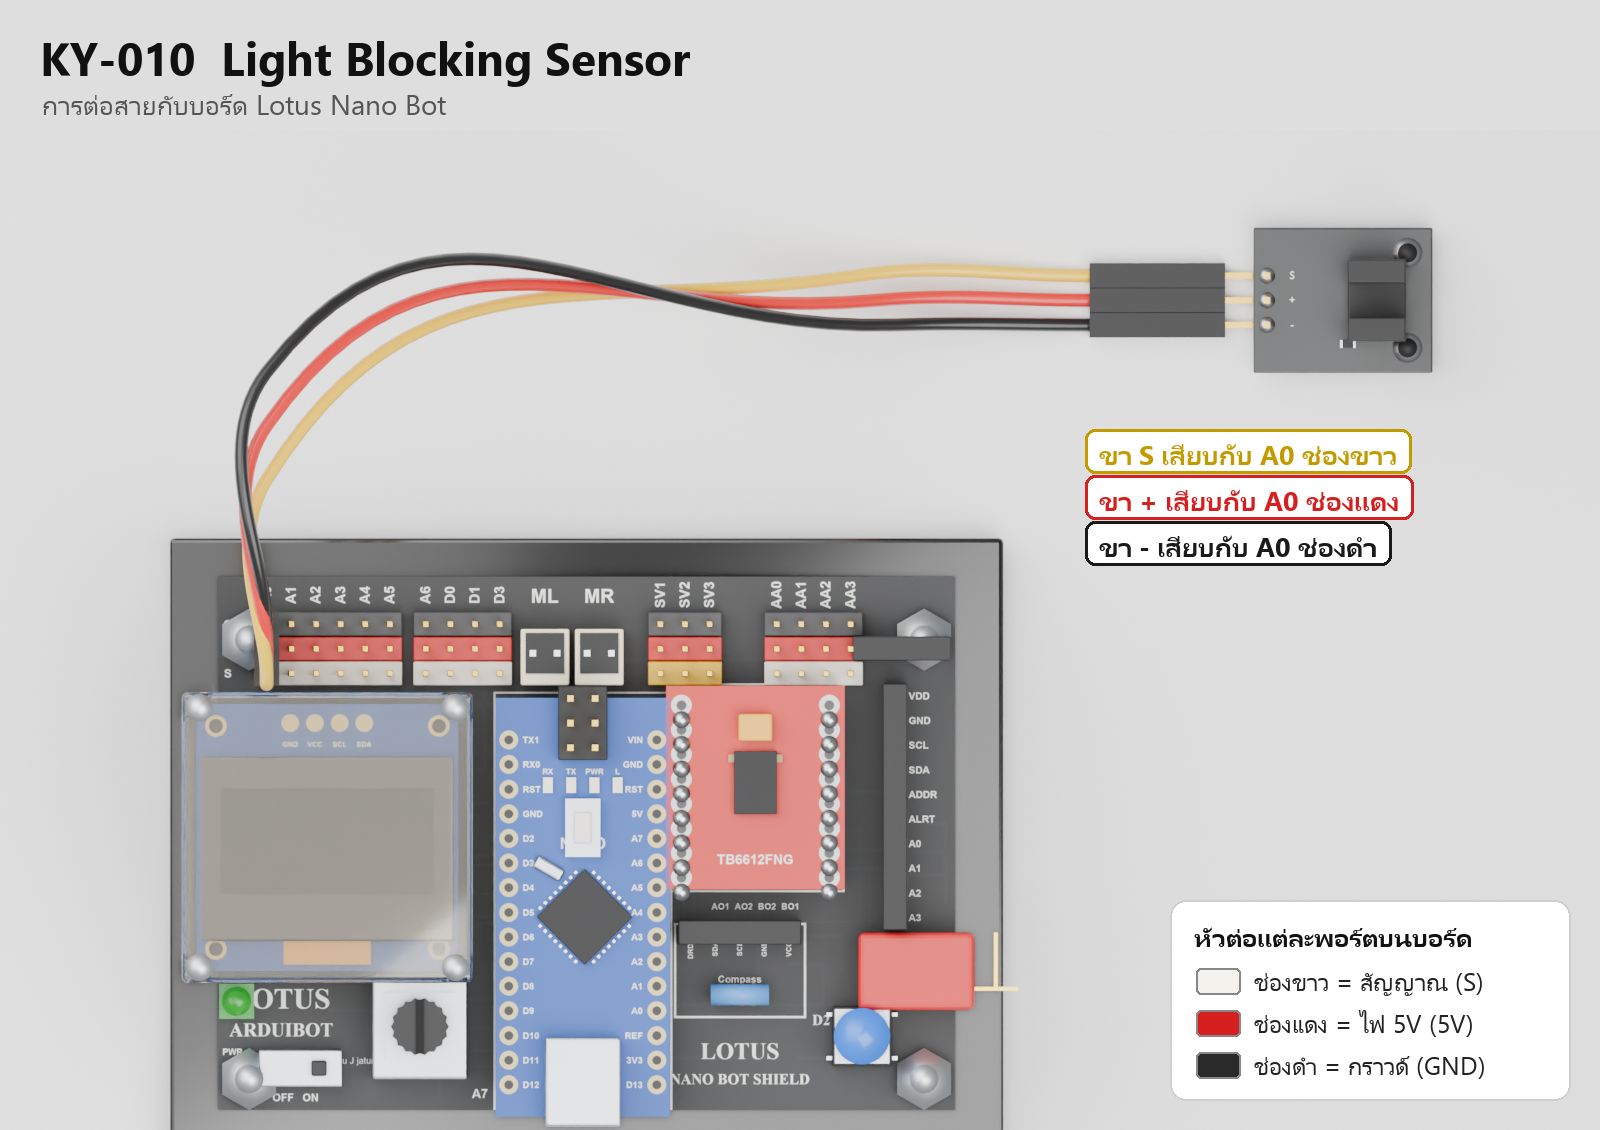 KY-010 Light Blocking Sensor
การต่อสายกับบอร์ด Lotus Nano Bot
S
+
-
ขา S เสียบกับ A0 ช่องขาว
ขา + เสียบกับ A0 ช่องแดง
ขา - เสียบกับ A0 ช่องดำ
A1 A2 A3 A4 A5 A6 D0 D1 D3 ML MR SV1 SV2 SV3 AA0 AA1 AA2 AA3
S
GND VCC SCL SDA
TX1 VIN
RX0 GND
RX TX PWR L
RST RST
GND 5V
D2 A7
D3 A6
D4 A5
D5 A4
D6 A3
D7 A2
D8 A1
D9 A0
D10 REF
D11 3V3
D12 D13
TB6612FNG
AO1 AO2 BO2 BO1
VDD
GND
SCL
SDA
ADDR
ALRT
A0
A1
A2
A3
Compass
D2
OTUS
ARDUIBOT
PWR
OFF ON
A7
LOTUS
NANO BOT SHIELD
หัวต่อแต่ละพอร์ตบนบอร์ด
ช่องขาว = สัญญาณ (S)
ช่องแดง = ไฟ 5V (5V)
ช่องดำ = กราวด์ (GND)